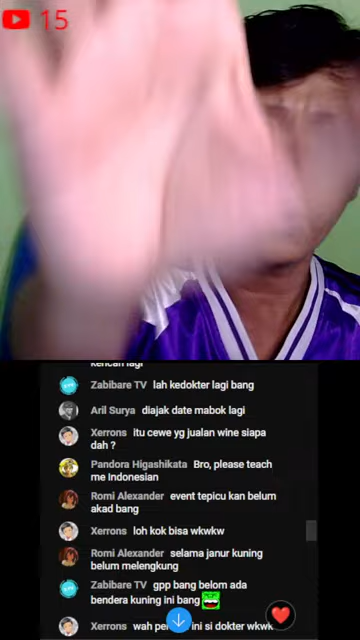 15
kencan lagi
Zabibare TV lah kedokter lagi bang
Aril Surya diajak date mabok lagi
Xerrons itu cewe yg jualan wine siapa
dah ?
Pandora Higashikata Bro, please teach
me Indonesian
Romi Alexander event tepicu kan belum
akad bang
Xerrons loh kok bisa wkwkw
Romi Alexander selama janur kuning
belum melengkung
Zabibare TV gpp bang belom ada
bendera kuning ini bang
Xerrons wah ini si dokter wkwk